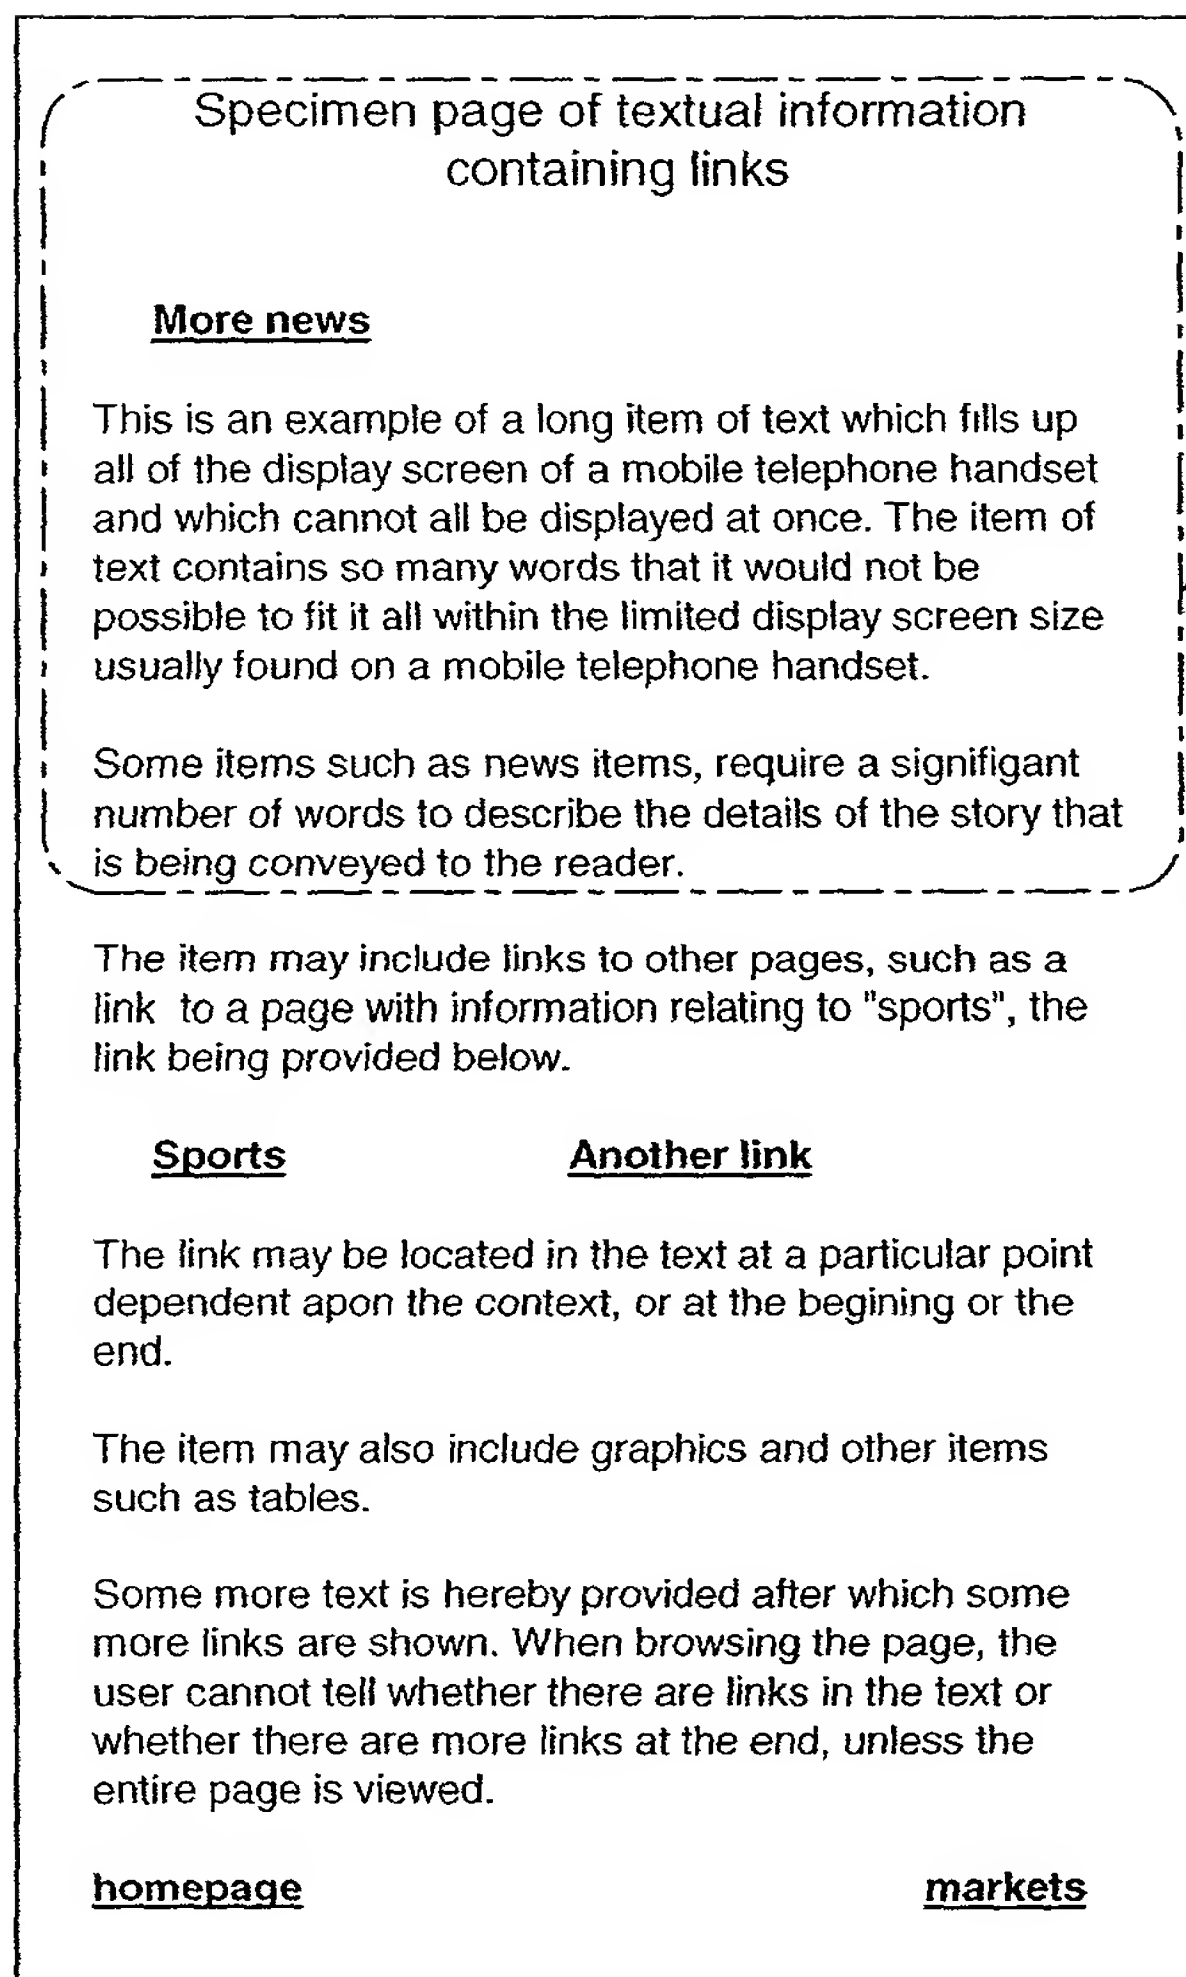 Specimen page of textual information
containing links
More news
This is an example of a long item of text which fills up
all of the display screen of a mobile telephone handset
and which cannot all be displayed at once. The item of
text contains so many words that it would not be
possible to fit it all within the limited display screen size
usually found on a mobile telephone handset.
Some items such as news items, require a signifigant
number of words to describe the details of the story that
is being conveyed to the reader.
The item may include links to other pages, such as a
link to a page with information relating to "sports", the
link being provided below.
Sports Another link
The link may be located in the text at a particular point
dependent apon the context, or at the begining or the
end.
The item may also include graphics and other items
such as tables.
Some more text is hereby provided after which some
more links are shown. When browsing the page, the
user cannot tell whether there are links in the text or
whether there are more links at the end, unless the
entire page is viewed.
homepage markets